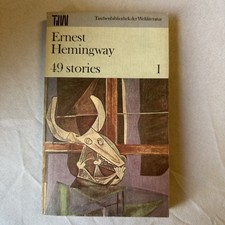 TdW
Taschenbibliothek der Weltliteratur
Ernest
Hemingway
49 stories 1